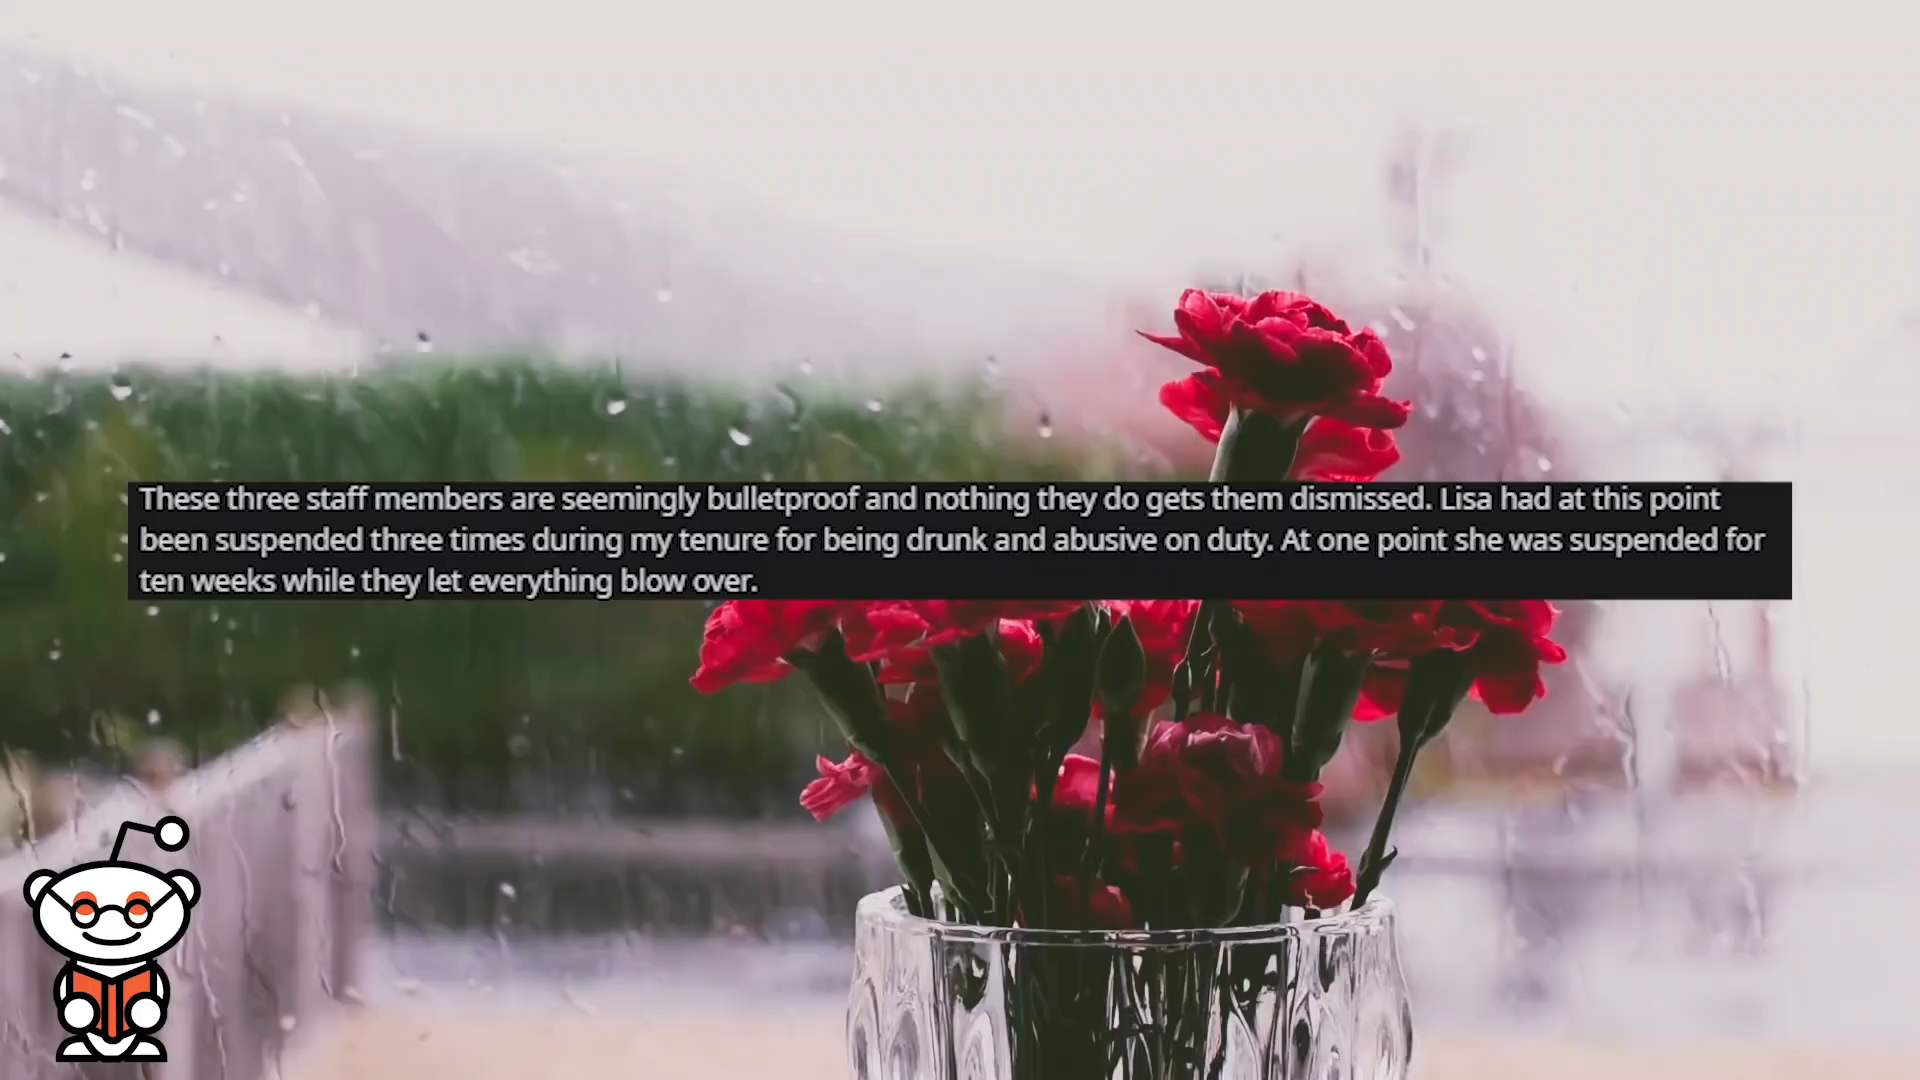 These three staff members are seemingly bulletproof and nothing they do gets them dismissed. Lisa had at this point
been suspended three times during my tenure for being drunk and abusive on duty. At one point she was suspended for
ten weeks while they let everything blow over.